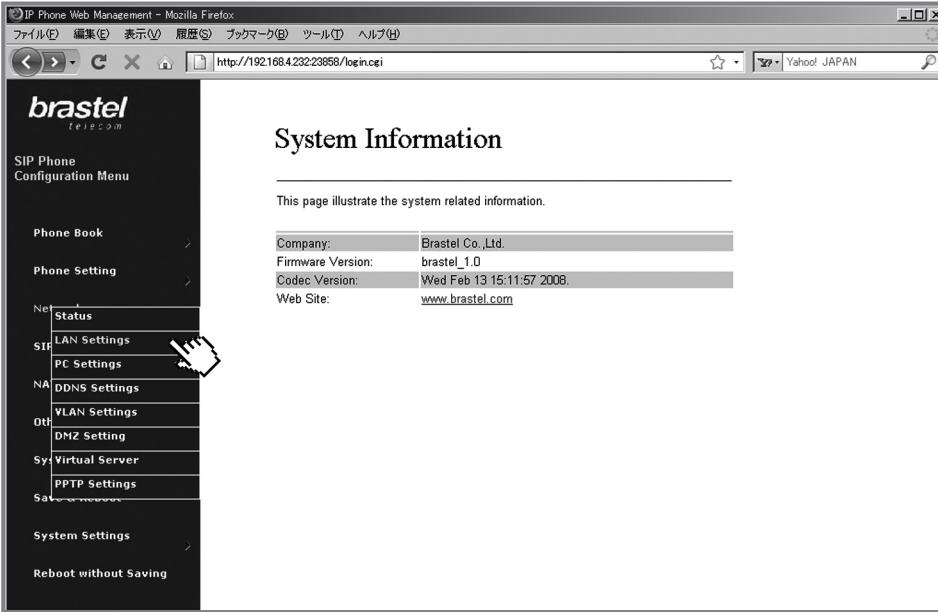 IP Phone Web Management - Mozilla Firefox
ファイル(F) 編集(E) 表示(V) 履歴(S) ブックマーク(B) ツール(T) ヘルプ(H)
http://192.168.4.232:23858/login.cgi
Yahoo! JAPAN
brastel
telecom
SIP Phone
Configuration Menu
Phone Book
Phone Setting
Status
LAN Settings
PC Settings
DDNS Settings
VLAN Settings
DMZ Setting
Virtual Server
PPTP Settings
Save & Reboot
System Settings
Reboot without Saving
System Information
This page illustrate the system related information.
Company: Brastel Co.,Ltd.
Firmware Version: brastel_1.0
Codec Version: Wed Feb 13 15:11:57 2008.
Web Site: www.brastel.com